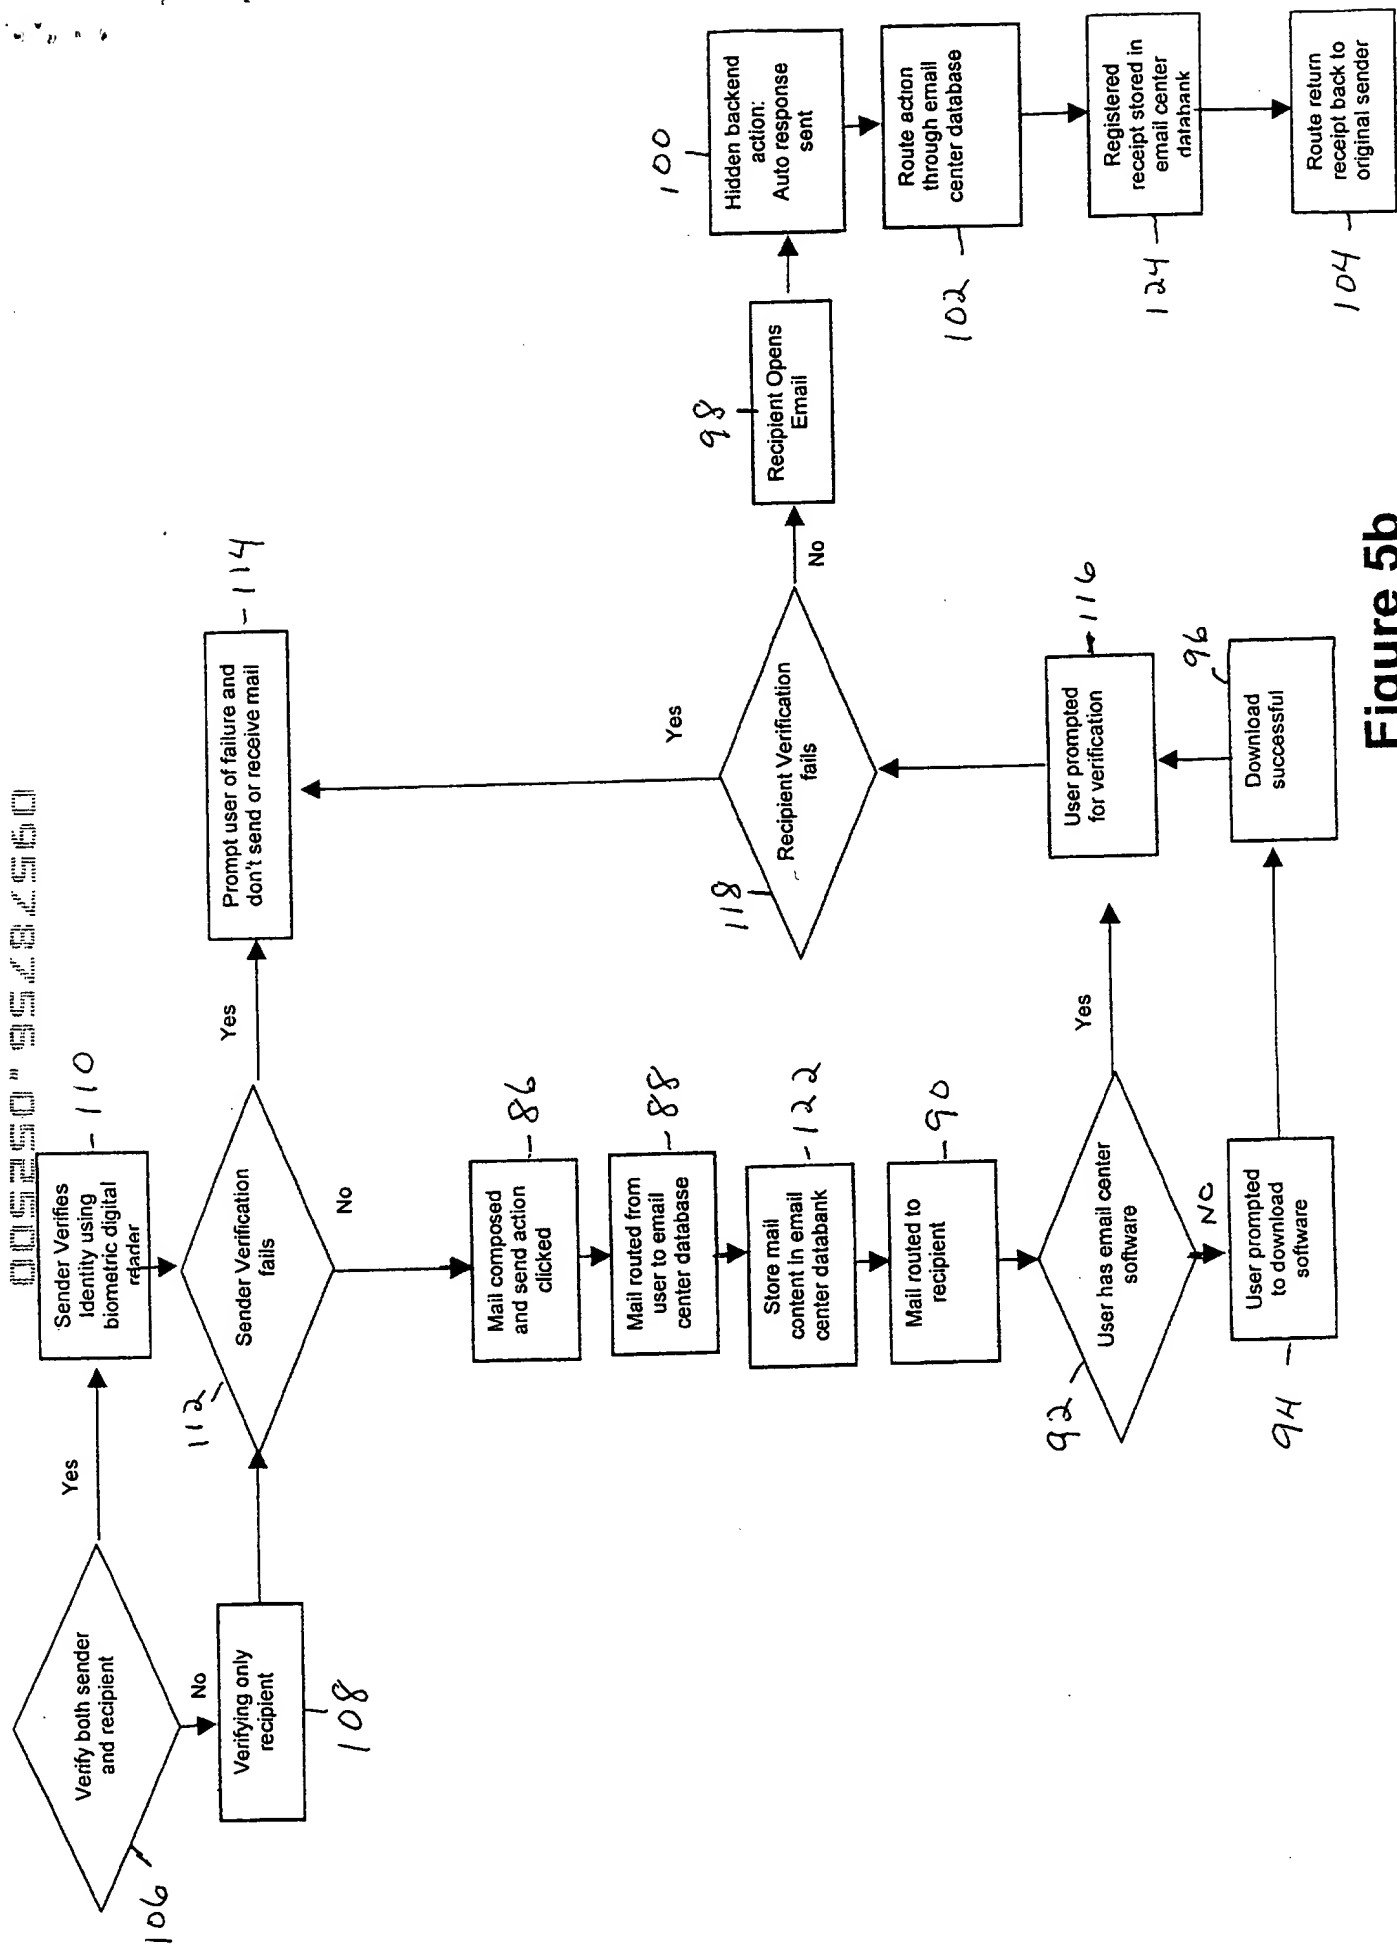 106
Verify both sender
and recipient
Yes
No
Verifying only
recipient
108
Sender Verifies
Identity using
biometric digital
reader
110
112
Sender Verification
fails
Yes
No
Prompt user of failure and
don't send or receive mail
114
Mail composed
and send action
clicked
86
Mail routed from
user to email
center database
88
Store mail
content in email
center databank
122
Mail routed to
recipient
90
92
User has email center
software
Yes
NO
User prompted
to download
software
94
Download
successful
96
User prompted
for verification
116
118
Recipient Verification
fails
Yes
No
Recipient Opens
Email
98
Hidden backend
action:
Auto response
sent
100
Route action
through email
center database
102
Registered
receipt stored in
email center
databank
124
Route return
receipt back to
original sender
104
Figure 5b